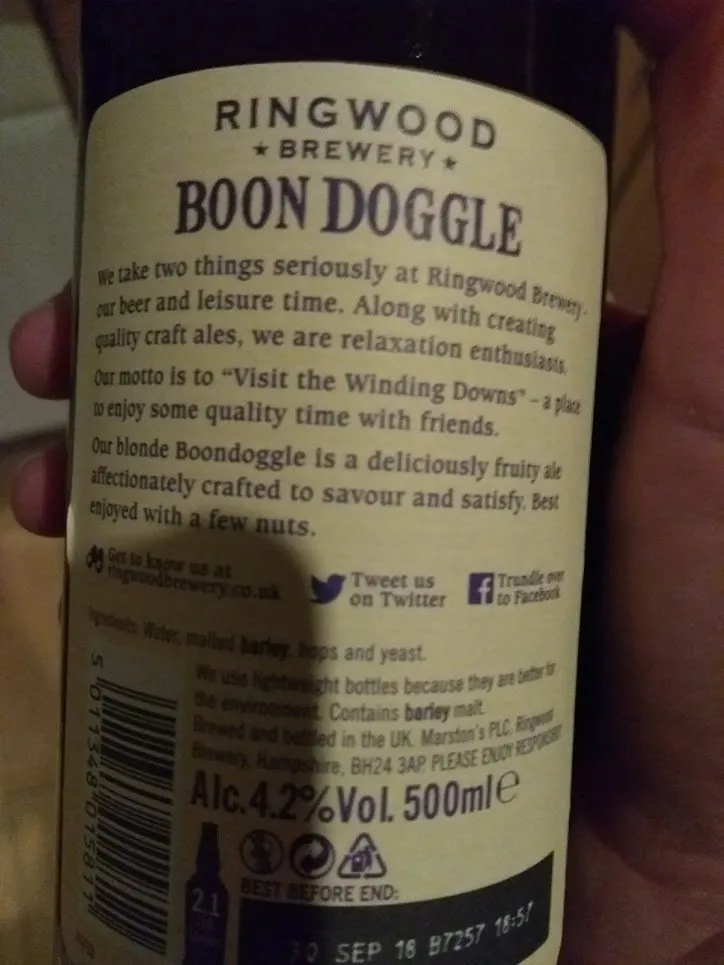 RINGWOOD
★ BREWERY ★
BOON DOGGLE
We take two things seriously at Ringwood Brewery -
our beer and leisure time. Along with creating
quality craft ales, we are relaxation enthusiasts.
Our motto is to “Visit the Winding Downs” – a place
to enjoy some quality time with friends.
Our blonde Boondoggle is a deliciously fruity ale
affectionately crafted to savour and satisfy. Best
enjoyed with a few nuts.
Get to know us at
ringwoodbrewery.co.uk
Tweet us
on Twitter
Trundle over
to Facebook
Ingredients: Water, malted barley, hops and yeast.
We use lightweight bottles because they are better for
the environment. Contains barley malt.
Brewed and bottled in the UK. Marston's PLC, Ringwood
Brewery, Hampshire, BH24 3AP PLEASE ENJOY RESPONSIBLY
Alc.4.2%Vol. 500ml℮
5 011348 015811
2.1
BEST BEFORE END:
SEP 18 B7257 18:57